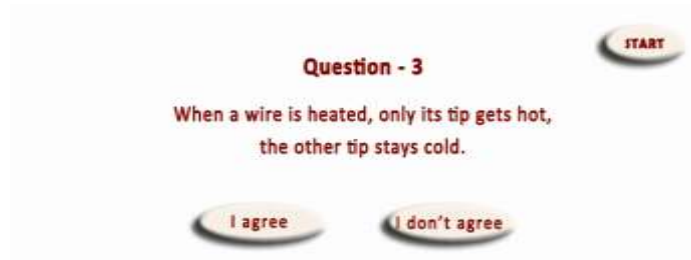 START
Question - 3
When a wire is heated, only its tip gets hot,
the other tip stays cold.
I agree
I don't agree